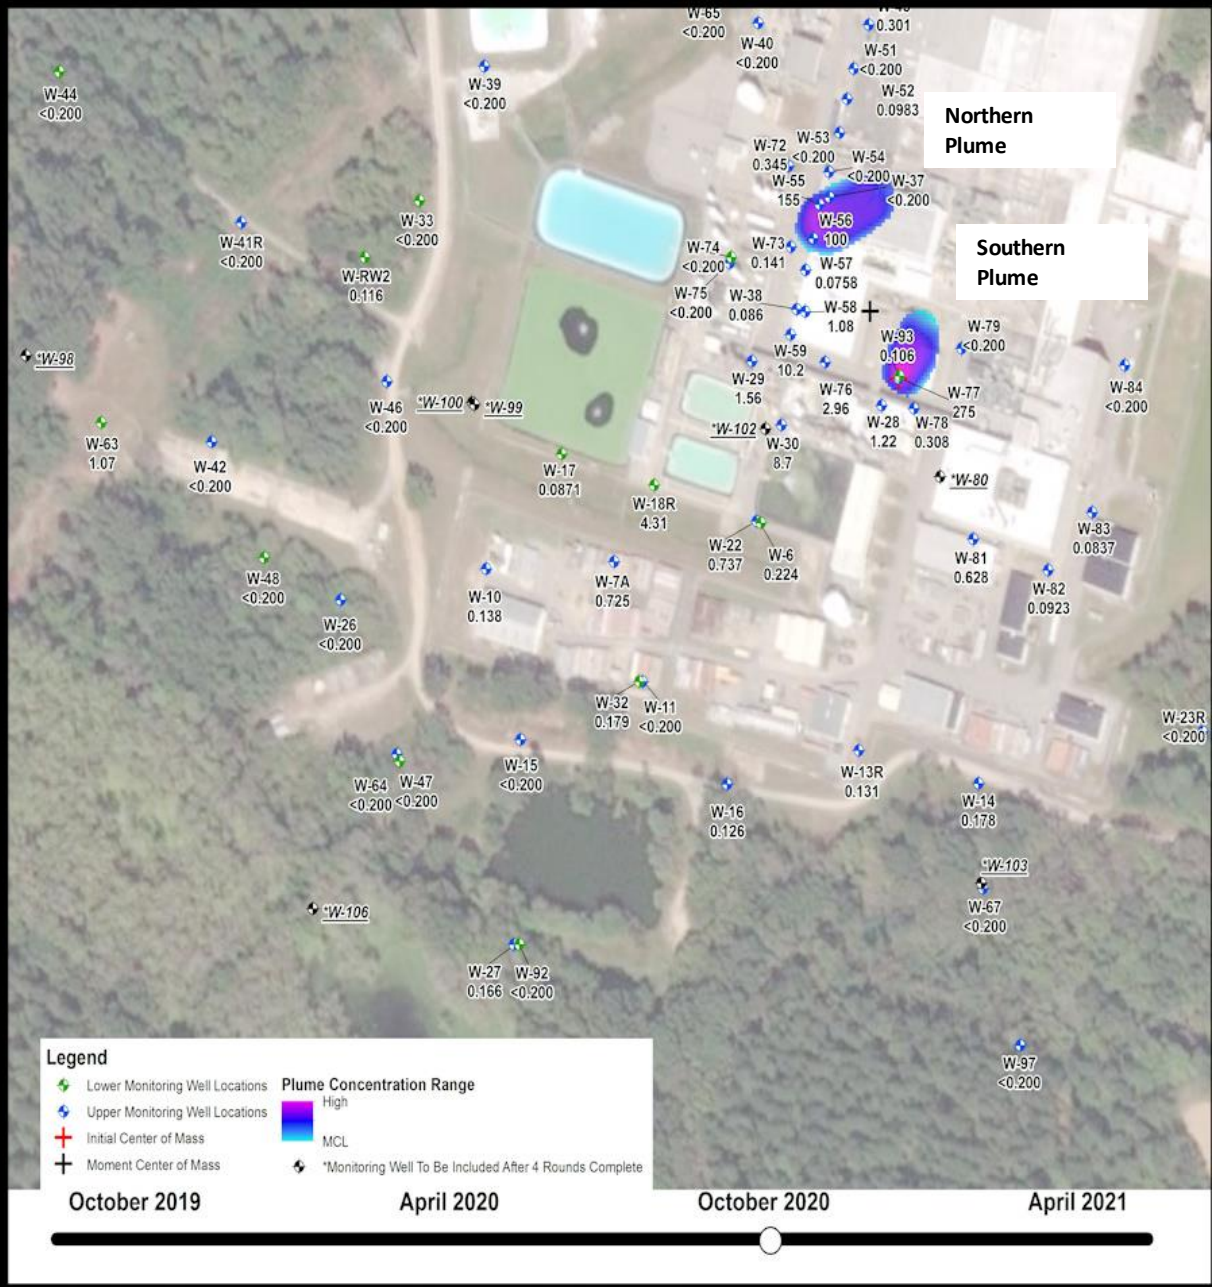 W-65
<0.200
W-40
<0.200
0.301
W-51
<0.200
W-44
<0.200
W-39
<0.200
W-52
0.0983
Northern
Plume
W-53
<0.200
W-72
0.345
W-54
<0.200
W-55
155
W-37
<0.200
W-33
<0.200
W-56
100
W-41R
<0.200
Southern
Plume
W-74
<0.200
W-73
0.141
W-57
0.0758
W-RW2
0.116
W-75
<0.200
W-38
0.086
W-58
1.08
W-93
0.106
W-79
<0.200
*W-98
W-59
10.2
W-29
1.56
W-76
2.96
W-77
275
W-84
<0.200
W-46
<0.200
*W-100
*W-99
*W-102
W-30
8.7
W-28
1.22
W-78
0.308
W-63
1.07
W-42
<0.200
W-17
0.0871
*W-80
W-18R
4.31
W-83
0.0837
W-22
0.737
W-6
0.224
W-81
0.628
W-48
<0.200
W-7A
0.725
W-82
0.0923
W-10
0.138
W-26
<0.200
W-32
0.179
W-11
<0.200
W-23R
<0.200
W-15
<0.200
W-13R
0.131
W-64
<0.200
W-47
<0.200
W-14
0.178
W-16
0.126
*W-103
W-67
<0.200
*W-106
W-27
0.166
W-92
<0.200
W-97
<0.200
Legend
Lower Monitoring Well Locations
Upper Monitoring Well Locations
Initial Center of Mass
Moment Center of Mass
Plume Concentration Range
High
MCL
*Monitoring Well To Be Included After 4 Rounds Complete
October 2019
April 2020
October 2020
April 2021